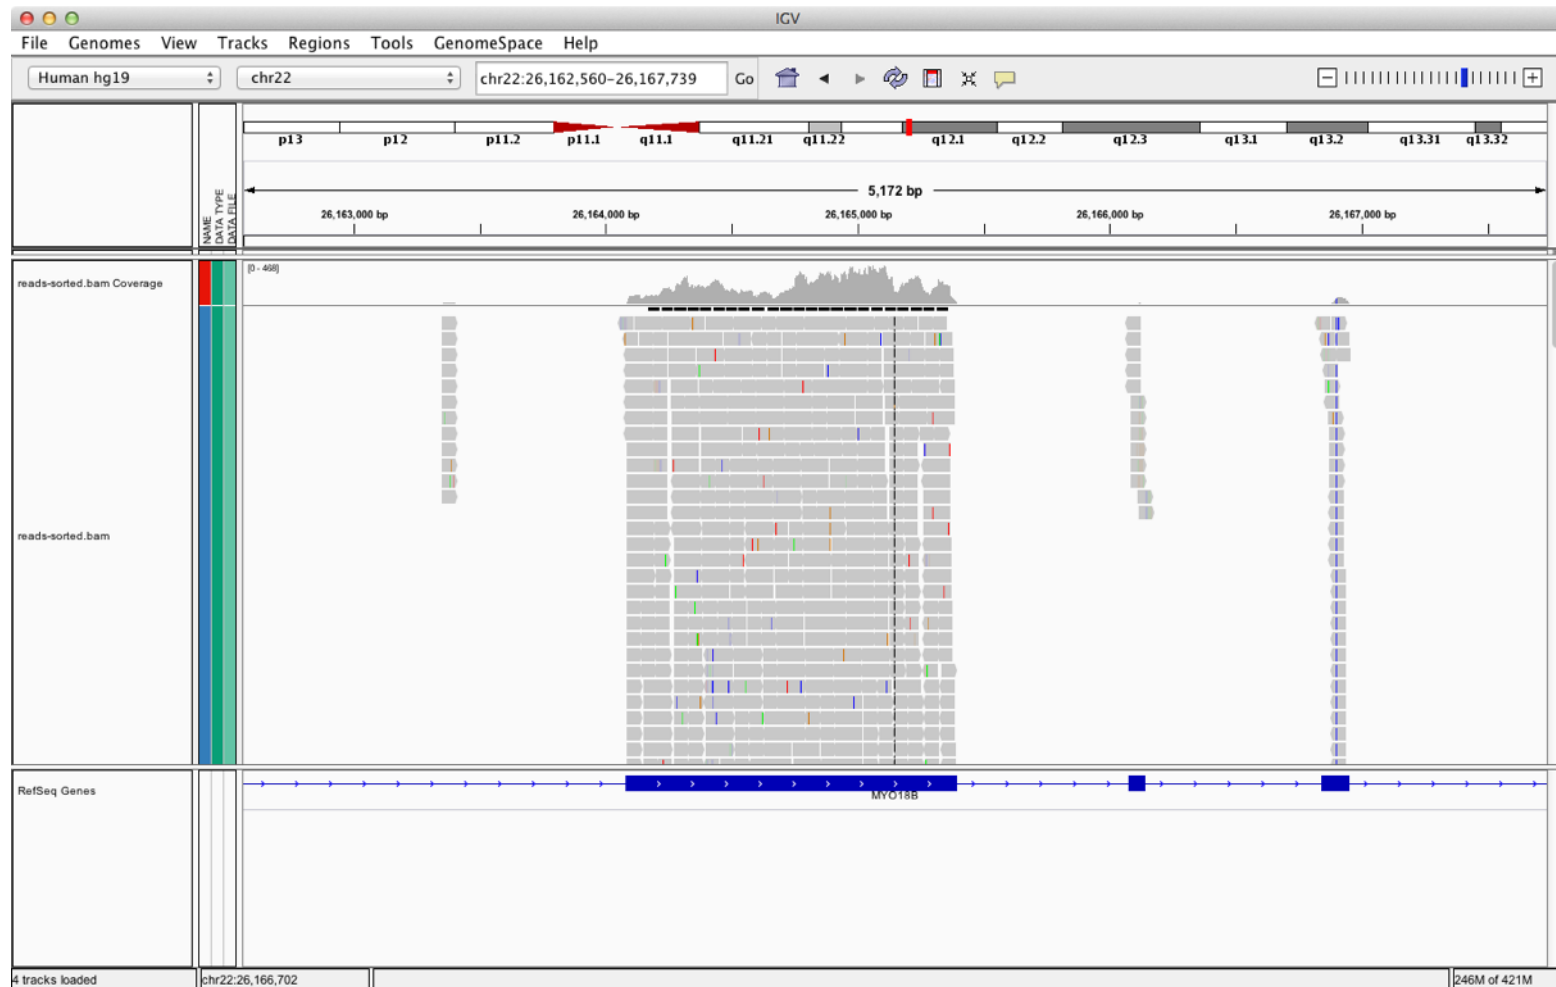 IGV
File Genomes View Tracks Regions Tools GenomeSpace Help
Human hg19 chr22 chr22:26,162,560-26,167,739 Go
p13 p12 p11.2 p11.1 q11.1 q11.21 q11.22 q12.1 q12.2 q12.3 q13.1 q13.2 q13.31 q13.32
5,172 bp
26,163,000 bp 26,164,000 bp 26,165,000 bp 26,166,000 bp 26,167,000 bp
NAME
DATA TYPE
DATA FILE
[0 - 468]
reads-sorted.bam Coverage
reads-sorted.bam
RefSeq Genes
MYO18B
4 tracks loaded chr22:26,166,702 246M of 421M